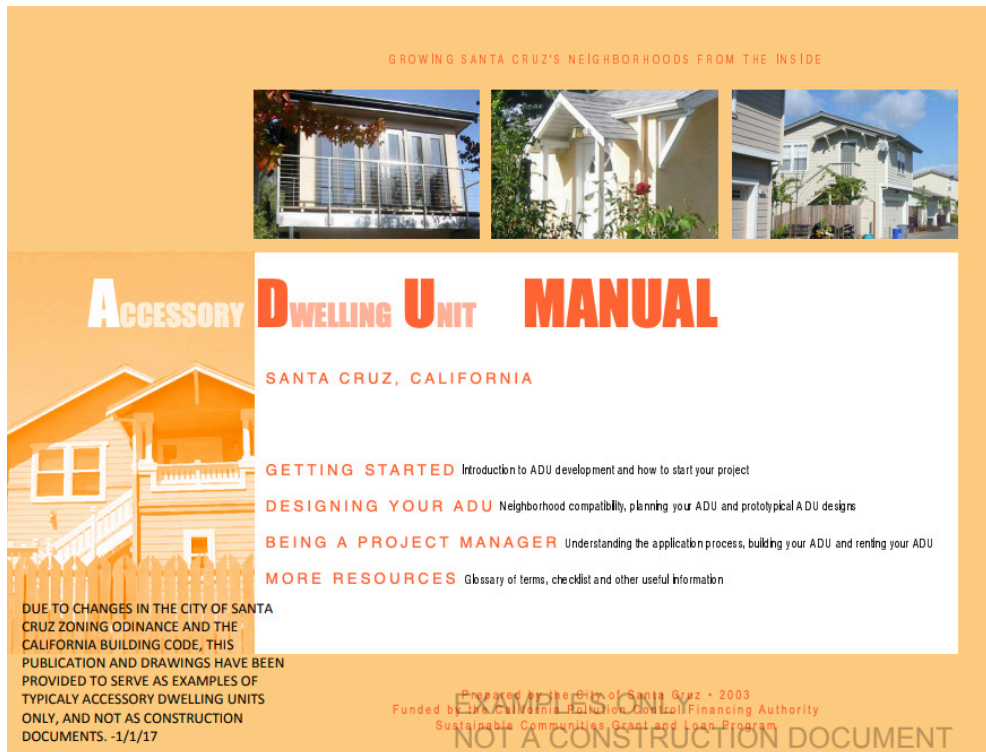 GROWING SANTA CRUZ'S NEIGHBORHOODS FROM THE INSIDE
ACCESSORY DWELLING UNIT MANUAL
SANTA CRUZ, CALIFORNIA
GETTING STARTED Introduction to ADU development and how to start your project
DESIGNING YOUR ADU Neighborhood compatibility, planning your ADU and prototypical ADU designs
BEING A PROJECT MANAGER Understanding the application process, building your ADU and renting your ADU
MORE RESOURCES Glossary of terms, checklist and other useful information
DUE TO CHANGES IN THE CITY OF SANTA
CRUZ ZONING ODINANCE AND THE
CALIFORNIA BUILDING CODE, THIS
PUBLICATION AND DRAWINGS HAVE BEEN
PROVIDED TO SERVE AS EXAMPLES OF
TYPICALY ACCESSORY DWELLING UNITS
ONLY, AND NOT AS CONSTRUCTION
DOCUMENTS. -1/1/17
Prepared by the City of Santa Cruz • 2003
Funded by the California Pollution Control Financing Authority
Sustainable Communities Grant and Loan Program
EXAMPLES ONLY
NOT A CONSTRUCTION DOCUMENT